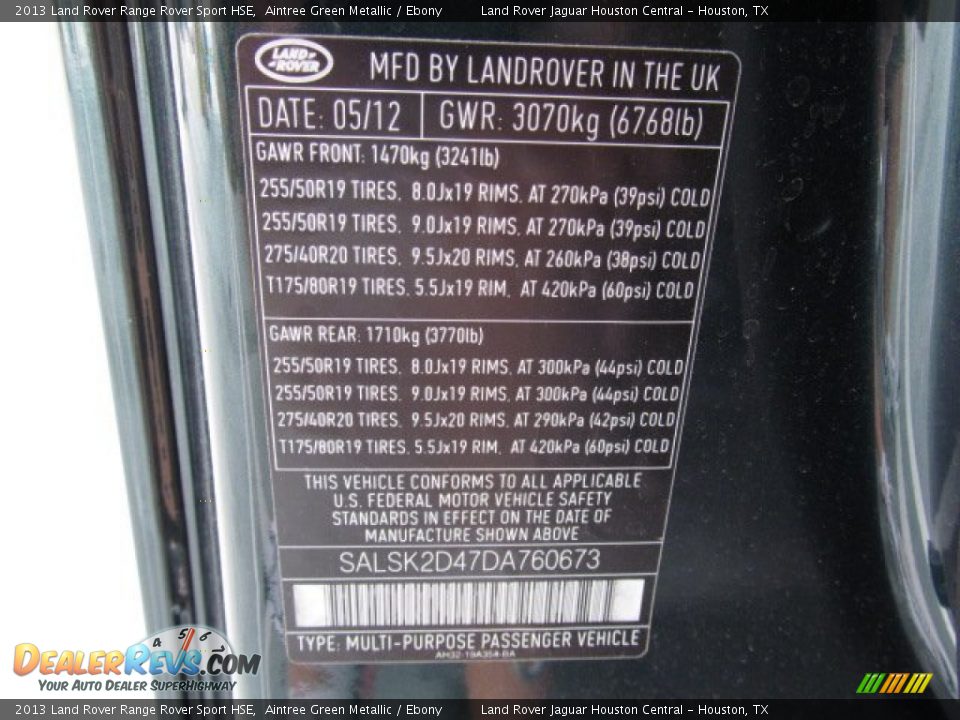 2013 Land Rover Range Rover Sport HSE, Aintree Green Metallic / Ebony Land Rover Jaguar Houston Central - Houston, TX
LAND ROVER MFD BY LANDROVER IN THE UK
DATE: 05/12 GWR: 3070kg (6768lb)
GAWR FRONT: 1470kg (3241lb)
255/50R19 TIRES, 8.0Jx19 RIMS, AT 270kPa (39psi) COLD
255/50R19 TIRES, 9.0Jx19 RIMS, AT 270kPa (39psi) COLD
275/40R20 TIRES, 9.5Jx20 RIMS, AT 260kPa (38psi) COLD
T175/80R19 TIRES, 5.5Jx19 RIM, AT 420kPa (60psi) COLD
GAWR REAR: 1710kg (3770lb)
255/50R19 TIRES, 8.0Jx19 RIMS, AT 300kPa (44psi) COLD
255/50R19 TIRES, 9.0Jx19 RIMS, AT 300kPa (44psi) COLD
275/40R20 TIRES, 9.5Jx20 RIMS, AT 290kPa (42psi) COLD
T175/80R19 TIRES, 5.5Jx19 RIM, AT 420kPa (60psi) COLD
THIS VEHICLE CONFORMS TO ALL APPLICABLE
U.S. FEDERAL MOTOR VEHICLE SAFETY
STANDARDS IN EFFECT ON THE DATE OF
MANUFACTURE SHOWN ABOVE
SALSK2D47DA760673
TYPE: MULTI-PURPOSE PASSENGER VEHICLE
AH32-19A354-BA
4 5 6
DEALERREVS.COM
YOUR AUTO DEALER SUPERHIGHWAY
2013 Land Rover Range Rover Sport HSE, Aintree Green Metallic / Ebony Land Rover Jaguar Houston Central - Houston, TX